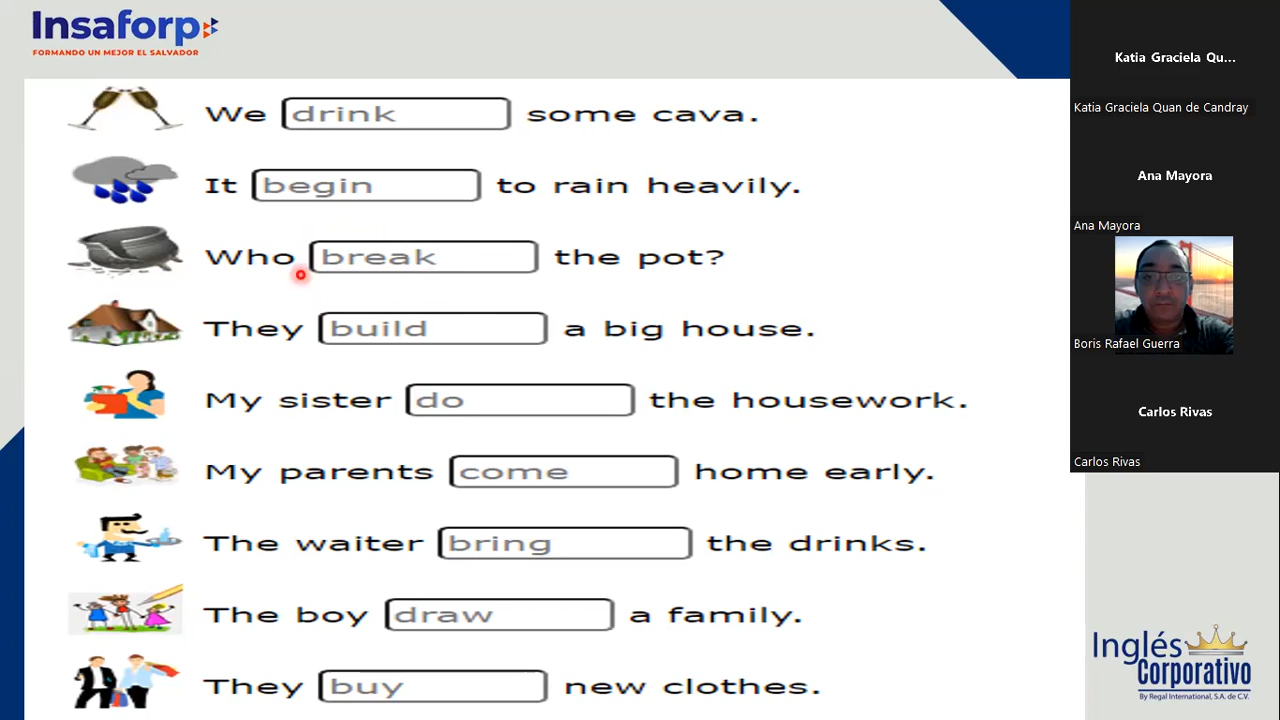 Insaforp
FORMANDO UN MEJOR EL SALVADOR
We drink some cava.
It begin to rain heavily.
Who break the pot?
They build a big house.
My sister do the housework.
My parents come home early.
The waiter bring the drinks.
The boy draw a family.
They buy new clothes.
Katia Graciela Qu...
Katia Graciela Quan de Candray
Ana Mayora
Ana Mayora
Boris Rafael Guerra
Carlos Rivas
Carlos Rivas
Inglés
Corporativo
By Regal International, S.A. de C.V.